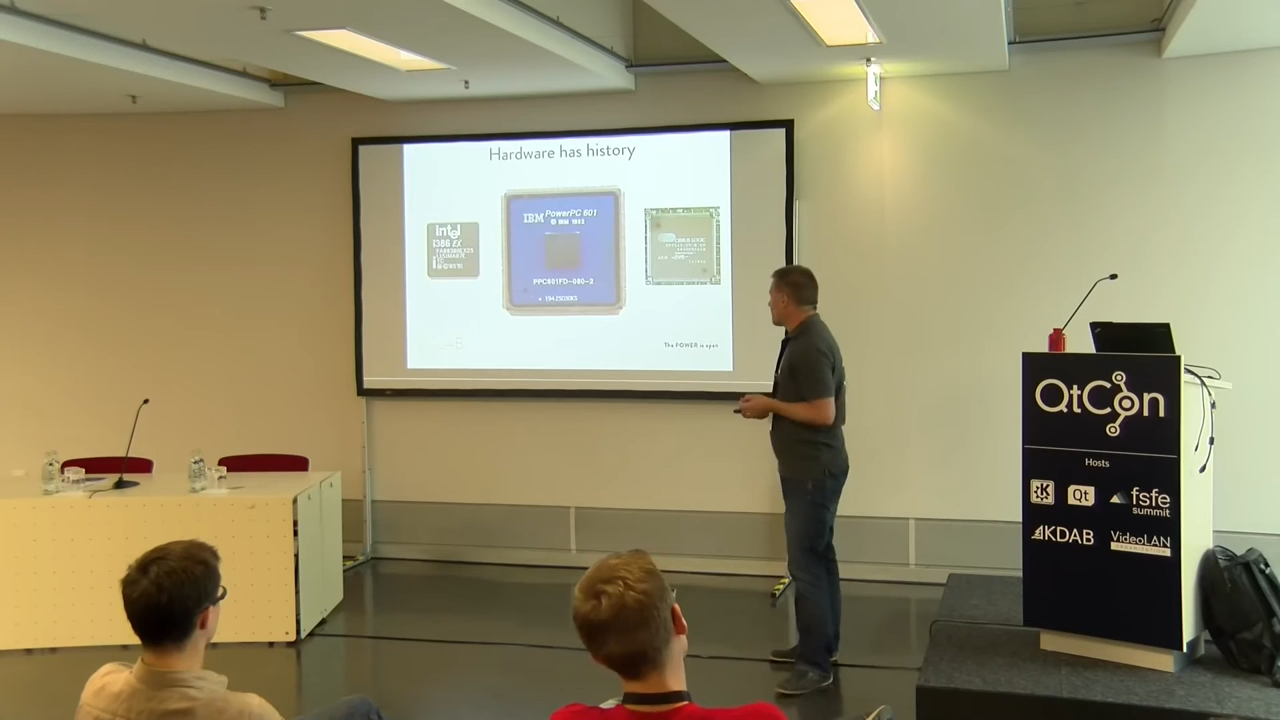 Hardware has history
intel
i386 EX
IBM PowerPC 601
© IBM 1993
PPC601FD-080-2
The POWER is open
QtCon
Hosts
Qt
fsfe
summit
KDAB
VideoLAN
ORGANIZATION